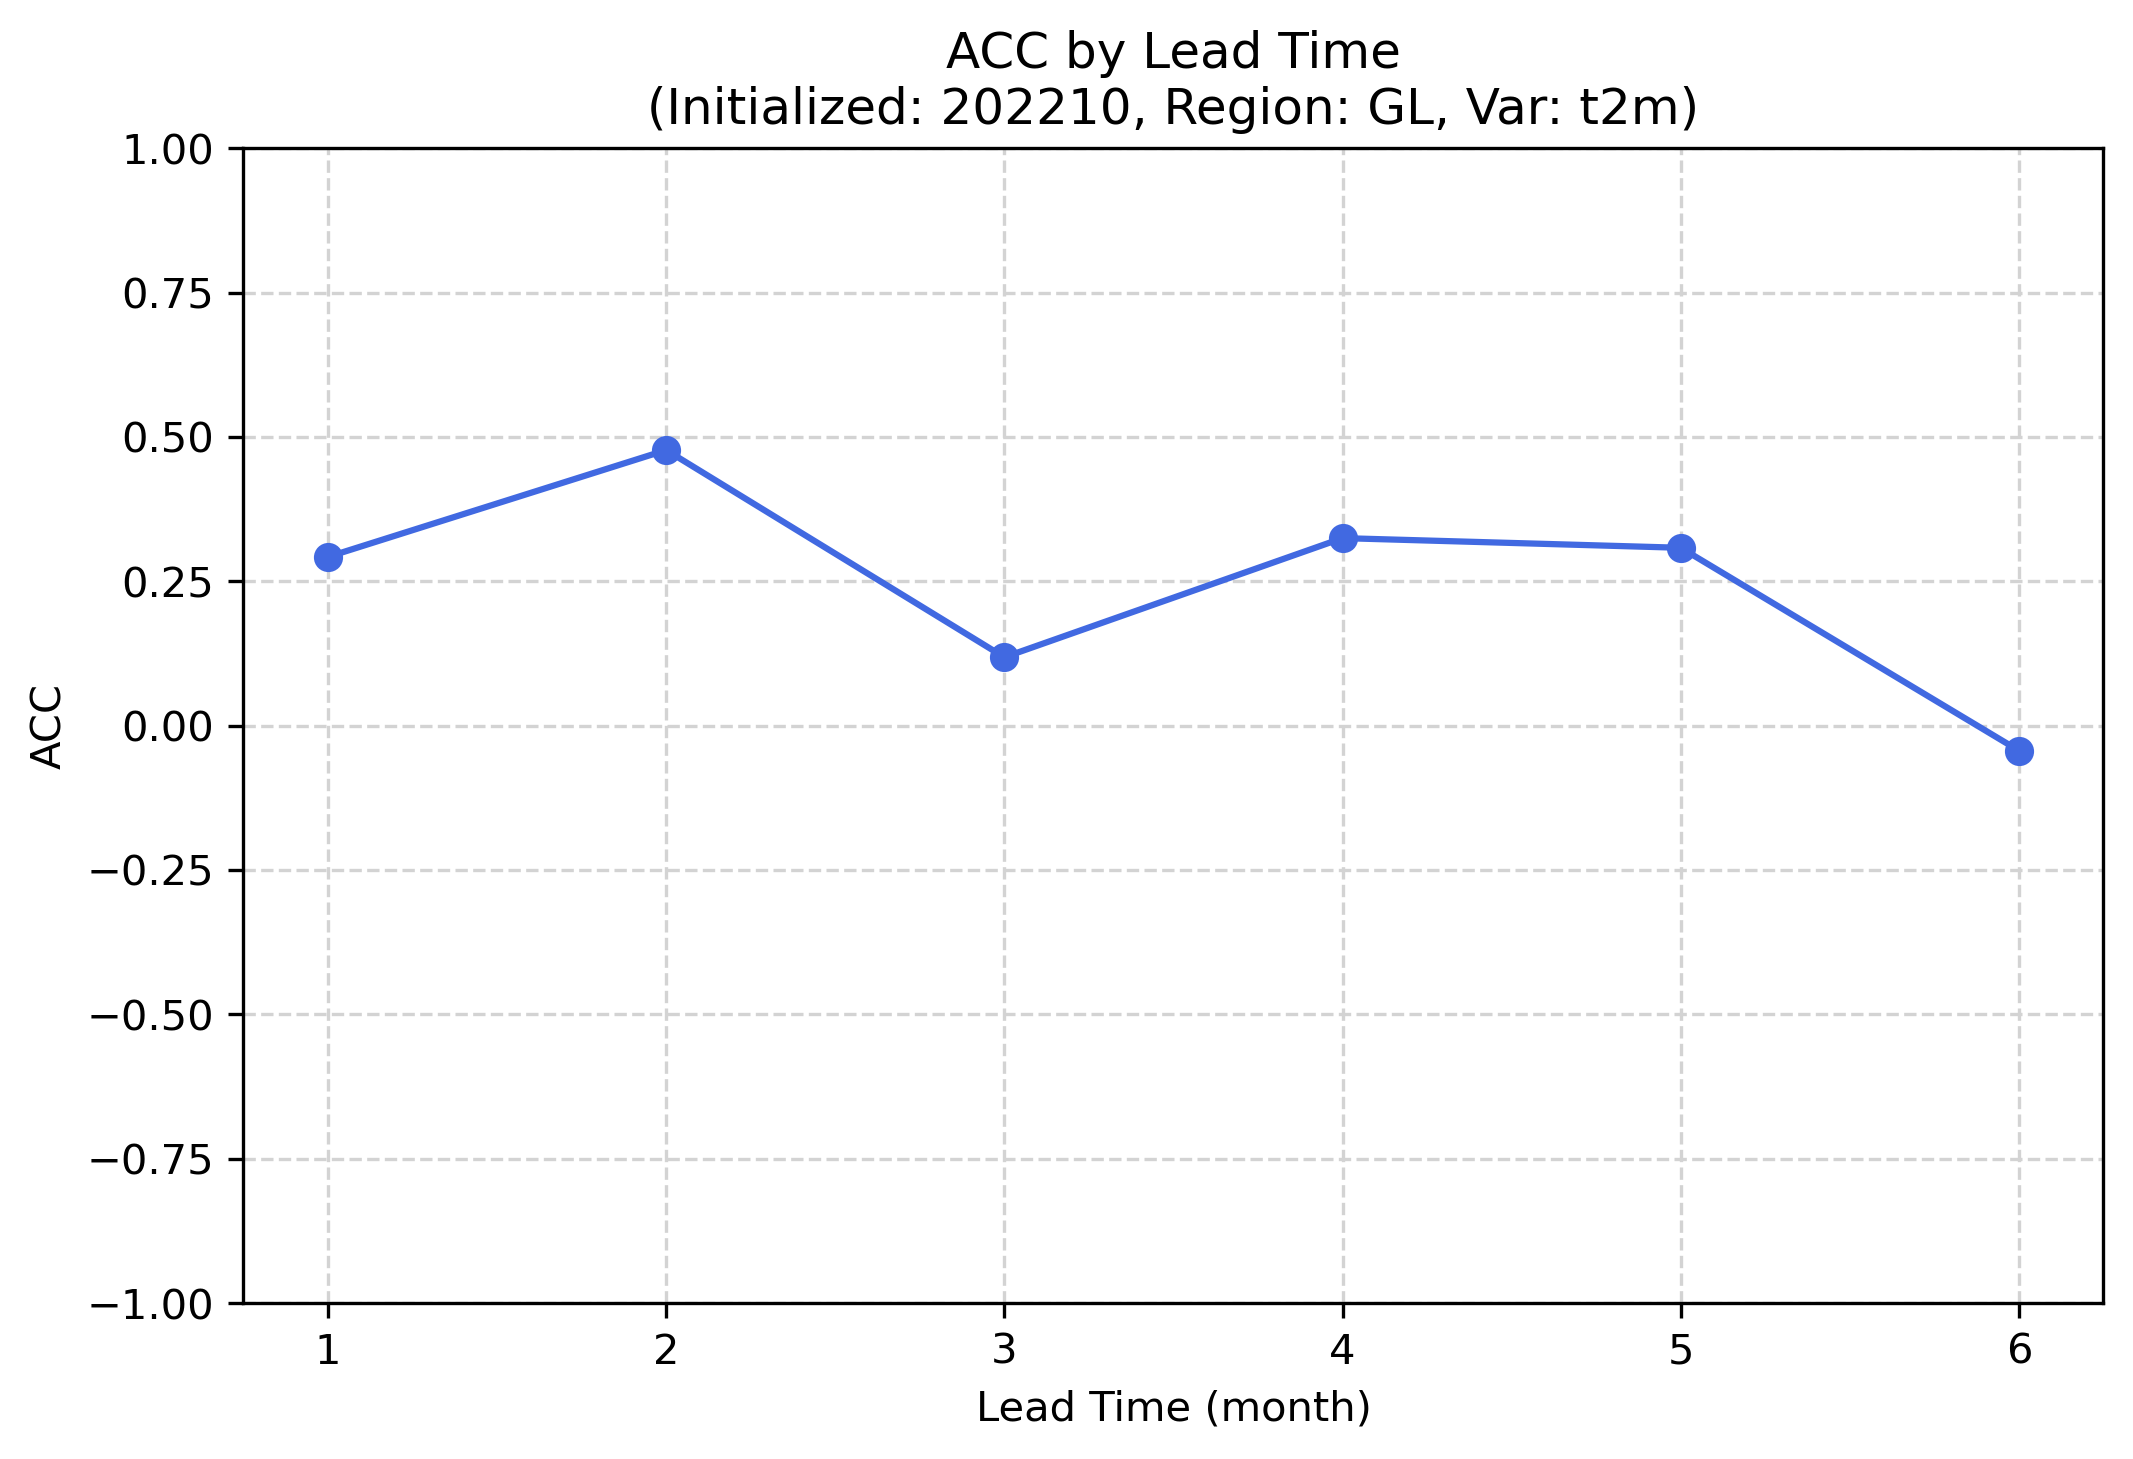 ACC by Lead Time
(Initialized: 202210, Region: GL, Var: t2m)
1.00
0.75
0.50
0.25
0.00
−0.25
−0.50
−0.75
−1.00
ACC
1 2 3 4 5 6
Lead Time (month)